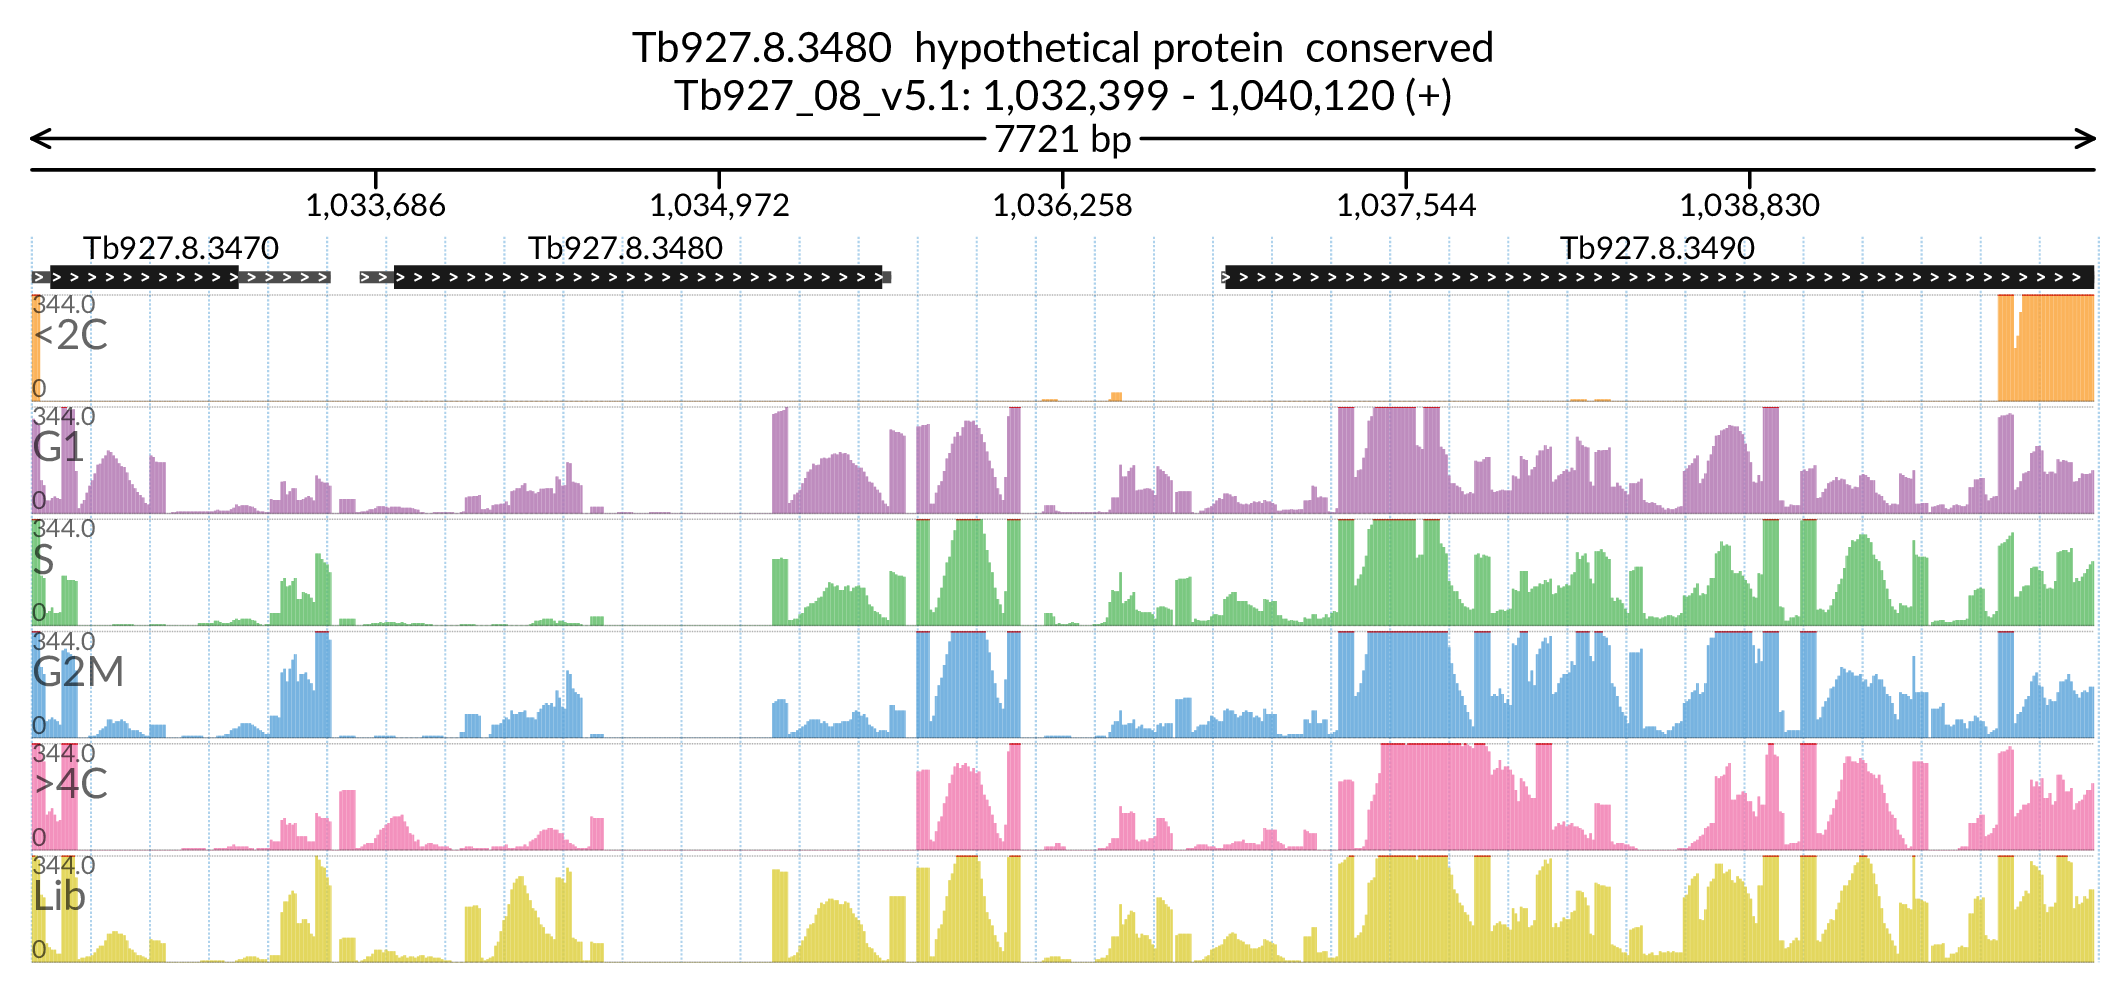 Tb927.8.3480  hypothetical protein  conserved
Tb927_08_v5.1: 1,032,399 - 1,040,120 (+)
7721 bp
1,033,686 1,034,972 1,036,258 1,037,544 1,038,830
Tb927.8.3470 Tb927.8.3480 Tb927.8.3490
344.0
<2C
0
344.0
G1
0
344.0
S
0
344.0
G2M
0
344.0
>4C
0
344.0
Lib
0